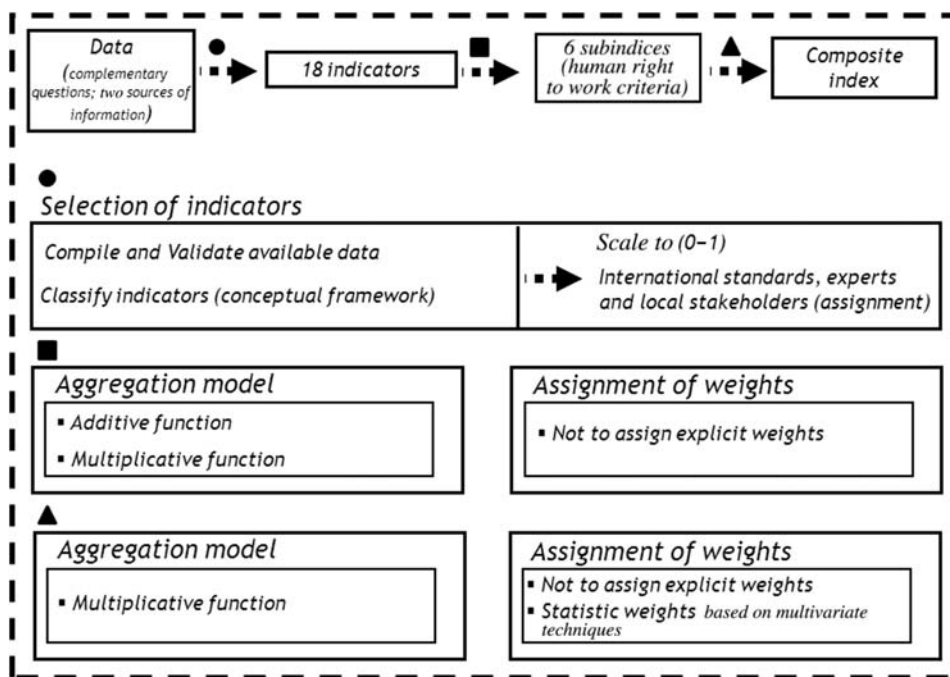 Data
(complementary
questions; two sources of
information)
18 indicators
6 subindices
(human right
to work criteria)
Composite
index
Selection of indicators
Compile and Validate available data
Classify indicators (conceptual framework)
Scale to (0–1)
International standards, experts
and local stakeholders (assignment)
Aggregation model
▪ Additive function
▪ Multiplicative function
Assignment of weights
▪ Not to assign explicit weights
Aggregation model
▪ Multiplicative function
Assignment of weights
▪ Not to assign explicit weights
▪ Statistic weights based on multivariate
techniques